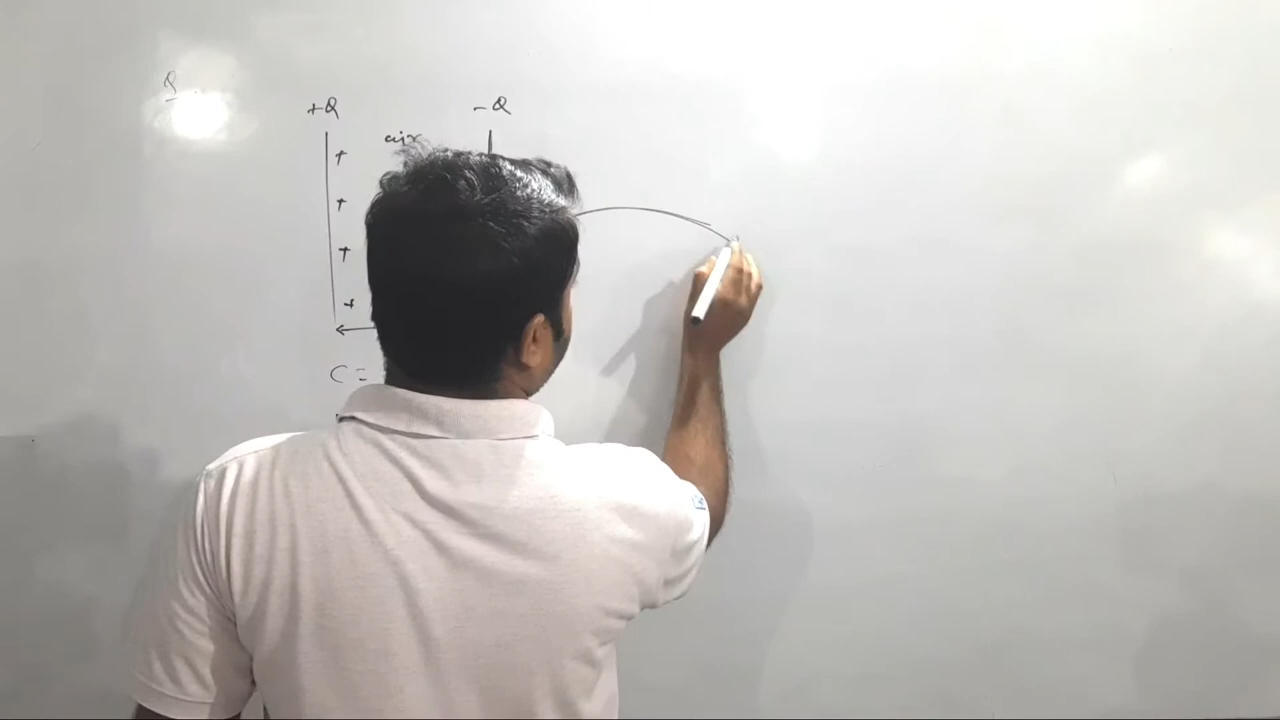 Q
+Q -Q
air
+
+
+
+
C =